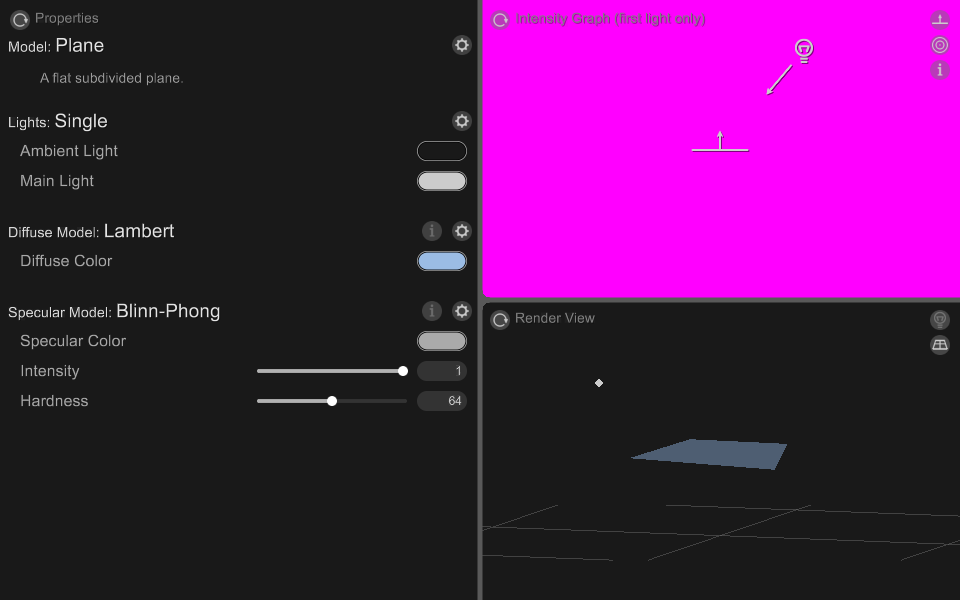 Properties
Model: Plane
A flat subdivided plane.
Lights: Single
Ambient Light
Main Light
Diffuse Model: Lambert
Diffuse Color
Specular Model: Blinn-Phong
Specular Color
Intensity 1
Hardness 64
Intensity Graph (first light only)
Render View